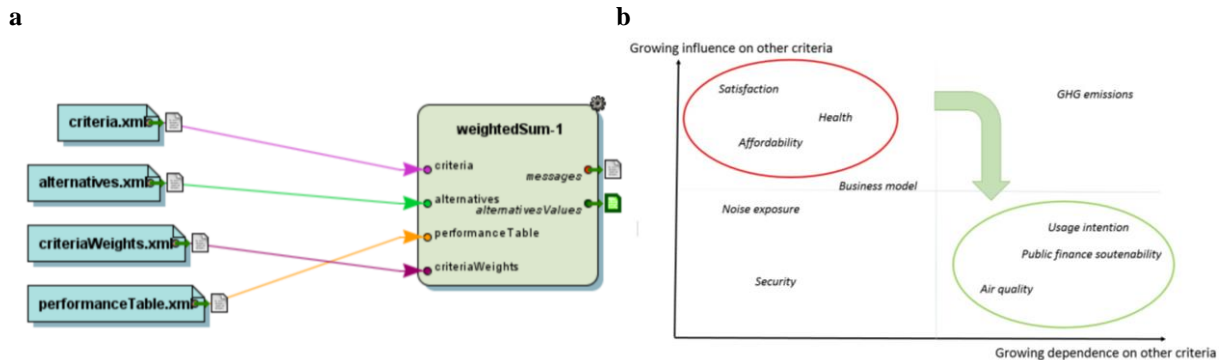 a
criteria.xml
alternatives.xml
criteriaWeights.xml
performanceTable.xml
weightedSum-1
criteria
messages
alternatives
alternativesValues
performanceTable
criteriaWeights
b
Growing influence on other criteria
Satisfaction
GHG emissions
Health
Affordability
Business model
Noise exposure
Usage intention
Public finance soutenability
Security
Air quality
Growing dependence on other criteria